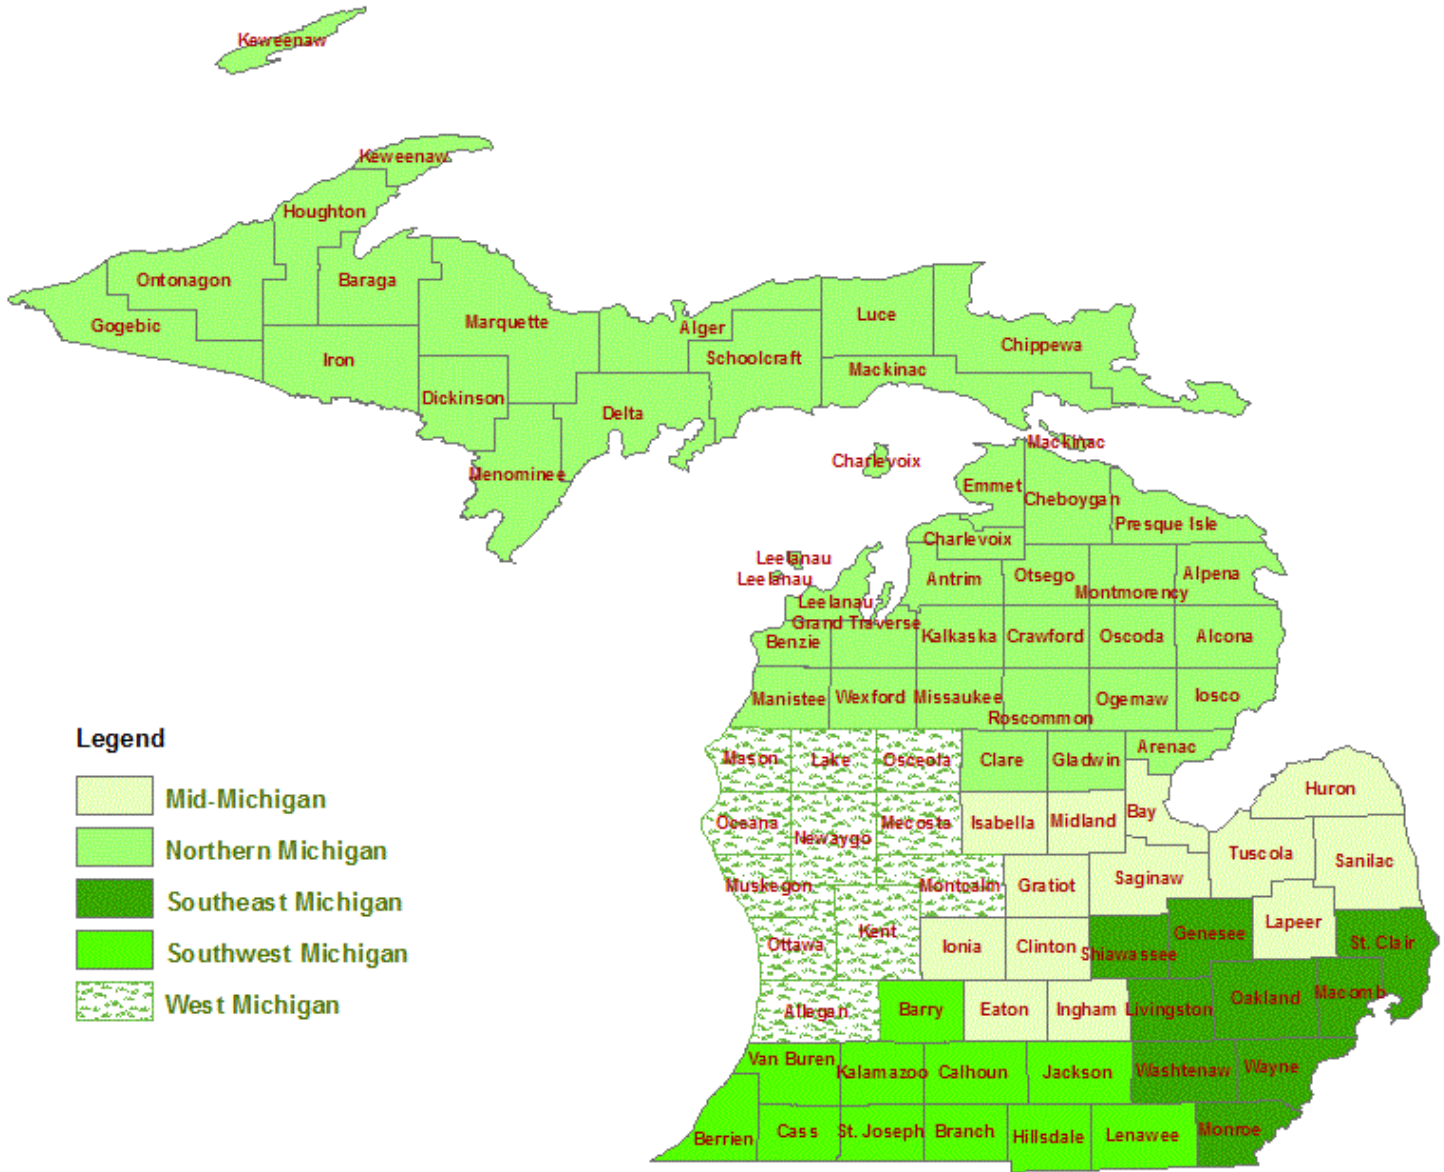 Keweenaw
Keweenaw
Houghton
Ontonagon
Baraga
Gogebic
Marquette
Iron
Alger
Luce
Chippewa
Schoolcraft
Mackinac
Dickinson
Delta
Menominee
Mackinac
Charlevoix
Emmet
Cheboygan
Presque Isle
Charlevoix
Leelanau
Leelanau
Antrim
Otsego
Montmorency
Alpena
Leelanau
Grand Traverse
Benzie
Kalkaska
Crawford
Oscoda
Alcona
Manistee
Wexford
Missaukee
Roscommon
Ogemaw
Iosco
Mason
Lake
Osceola
Clare
Gladwin
Arenac
Huron
Oceana
Newaygo
Mecosta
Isabella
Midland
Bay
Tuscola
Sanilac
Muskegon
Montcalm
Gratiot
Saginaw
Lapeer
Ottawa
Kent
Ionia
Clinton
Shiawassee
Genesee
St. Clair
Allegan
Barry
Eaton
Ingham
Livingston
Oakland
Macomb
Van Buren
Kalamazoo
Calhoun
Jackson
Washtenaw
Wayne
Berrien
Cass
St. Joseph
Branch
Hillsdale
Lenawee
Monroe
Legend
Mid-Michigan
Northern Michigan
Southeast Michigan
Southwest Michigan
West Michigan